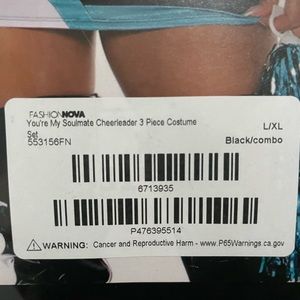 FASHIONNOVA
You're My Soulmate Cheerleader 3 Piece Costume
Set
L/XL
553156FN
Black/combo
6713935
P476395514
WARNING: Cancer and Reproductive Harm - www.P65Warnings.ca.gov